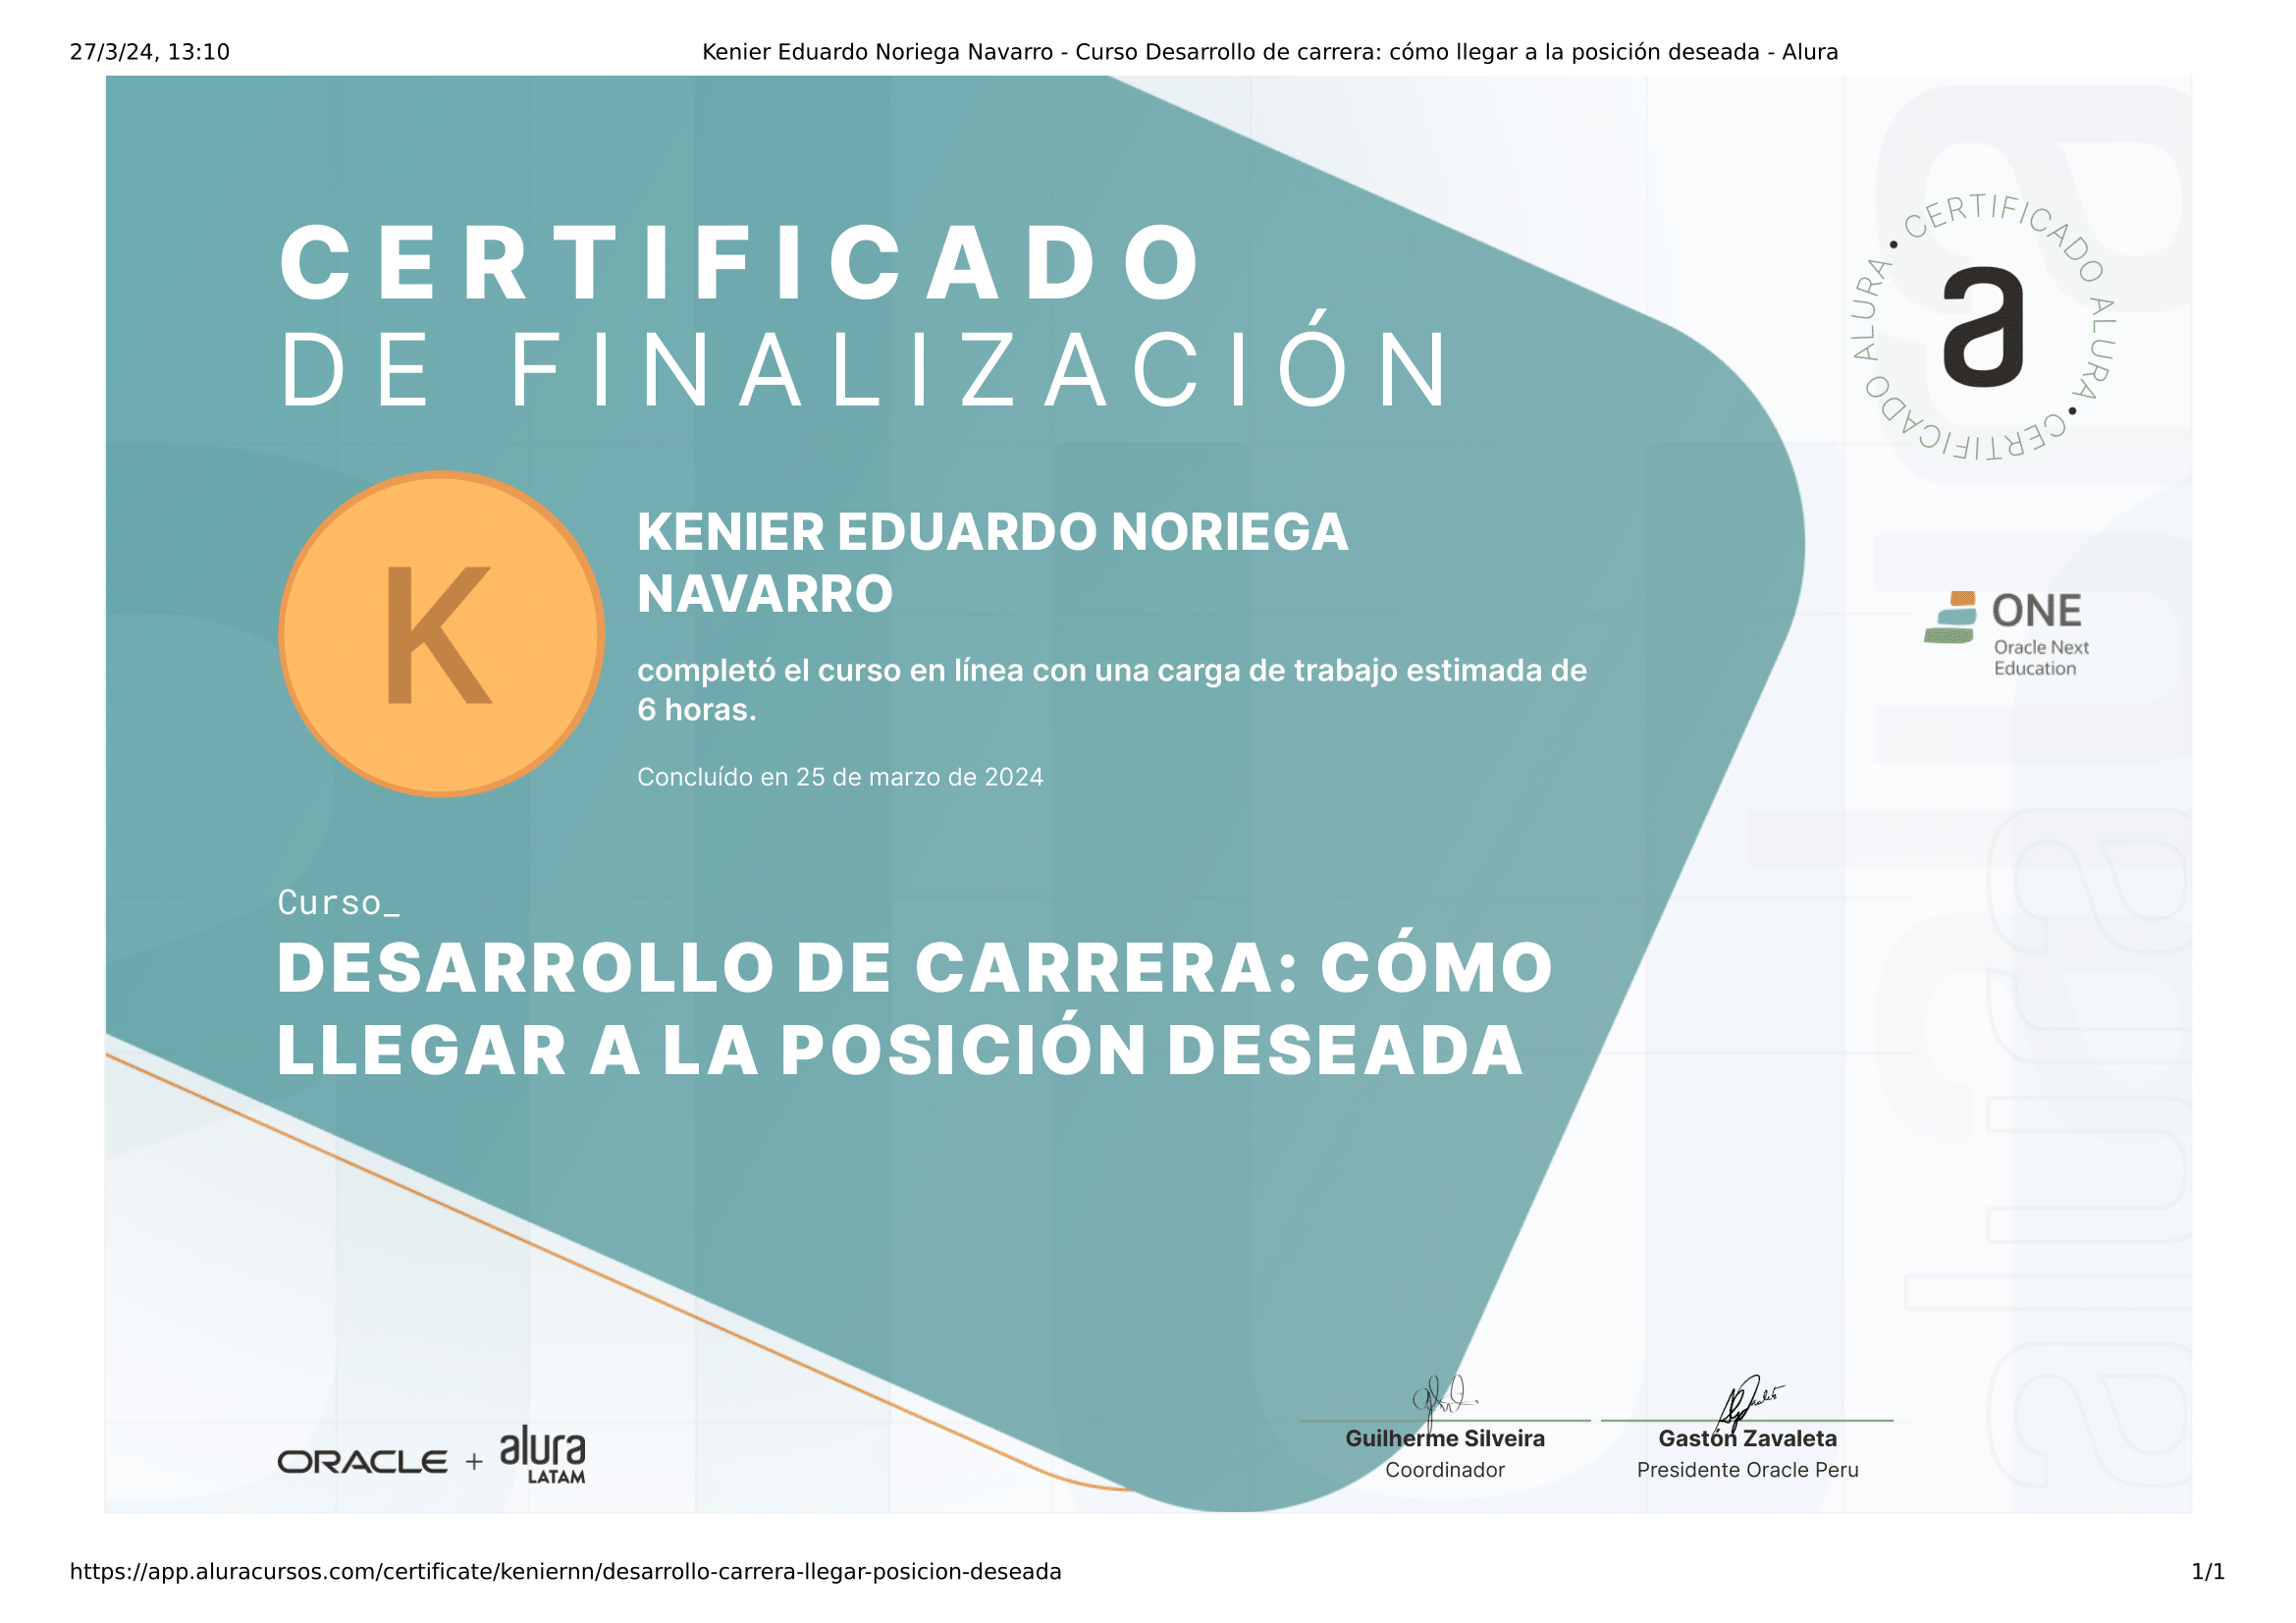 27/3/24, 13:10
Kenier Eduardo Noriega Navarro - Curso Desarrollo de carrera: cómo llegar a la posición deseada - Alura
CERTIFICADO
DE FINALIZACIÓN
• CERTIFICADO ALURA • CERTIFICADO ALURA
a
K
KENIER EDUARDO NORIEGA
NAVARRO
completó el curso en línea con una carga de trabajo estimada de
6 horas.
Concluído en 25 de marzo de 2024
ONE
Oracle Next
Education
Curso_
DESARROLLO DE CARRERA: CÓMO
LLEGAR A LA POSICIÓN DESEADA
alura
alura
ORACLE + alura
LATAM
Guilherme Silveira
Coordinador
Gastón Zavaleta
Presidente Oracle Peru
https://app.aluracursos.com/certificate/keniernn/desarrollo-carrera-llegar-posicion-deseada
1/1